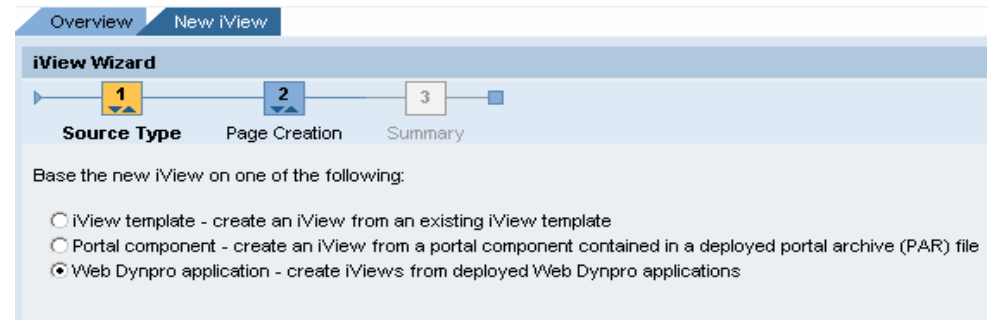 Overview New iView
iView Wizard
1 2 3
Source Type Page Creation Summary
Base the new iView on one of the following:
iView template - create an iView from an existing iView template
Portal component - create an iView from a portal component contained in a deployed portal archive (PAR) file
Web Dynpro application - create iViews from deployed Web Dynpro applications